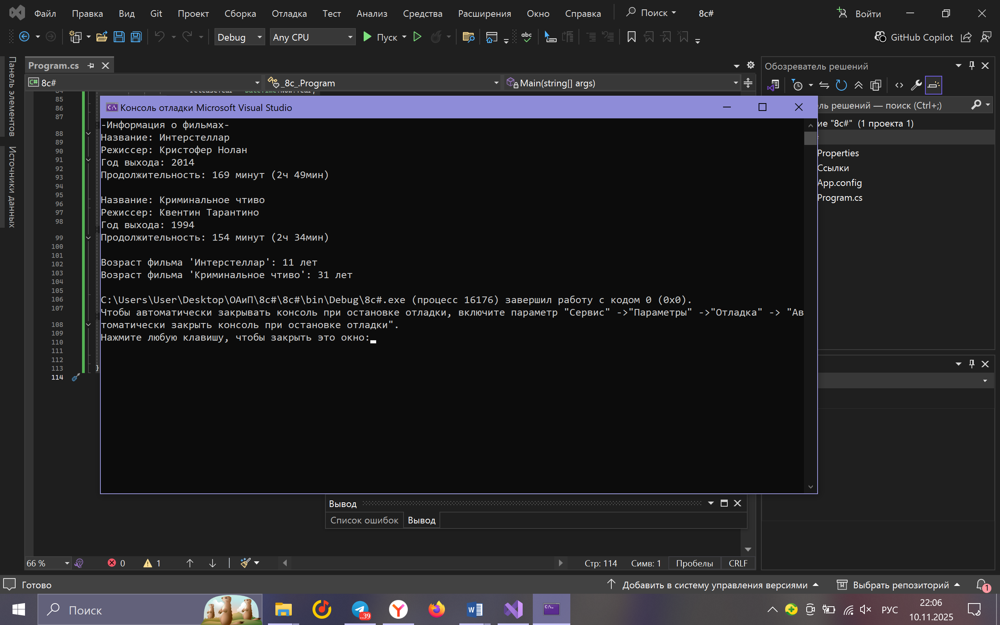 Файл Правка Вид Git Проект Сборка Отладка Тест Анализ Средства Расширения Окно Справка Поиск 8c# Войти
Debug Any CPU Пуск abc GitHub Copilot
Панель элементов
Источники данных
Program.cs
8c# _8c_.Program Main(string[] args)
85
86
87
88
89
90
91
92
93
94
95
96
97
98
99
100
101
102
103
104
105
106
107
108
109
110
111
112
113 }
114
Консоль отладки Microsoft Visual Studio
-Информация о фильмах-
Название: Интерстеллар
Режиссер: Кристофер Нолан
Год выхода: 2014
Продолжительность: 169 минут (2ч 49мин)
Название: Криминальное чтиво
Режиссер: Квентин Тарантино
Год выхода: 1994
Продолжительность: 154 минут (2ч 34мин)
Возраст фильма 'Интерстеллар': 11 лет
Возраст фильма 'Криминальное чтиво': 31 лет
C:\Users\User\Desktop\ОАиП\8c#\8c#\bin\Debug\8c#.exe (процесс 16176) завершил работу с кодом 0 (0x0).
Чтобы автоматически закрывать консоль при остановке отладки, включите параметр "Сервис" ->"Параметры" ->"Отладка" -> "Ав
томатически закрыть консоль при остановке отладки".
Нажмите любую клавишу, чтобы закрыть это окно:
Обозреватель решений
ль решений — поиск (Ctrl+;)
ие "8c#" (1 проекта 1)
Properties
Ссылки
App.config
Program.cs
Вывод
Список ошибок Вывод
66 % 0 1 Стр: 114 Симв: 1 Пробелы CRLF
Готово Добавить в систему управления версиями Выбрать репозиторий 1
Поиск ..39 РУС 22:06
10.11.2025